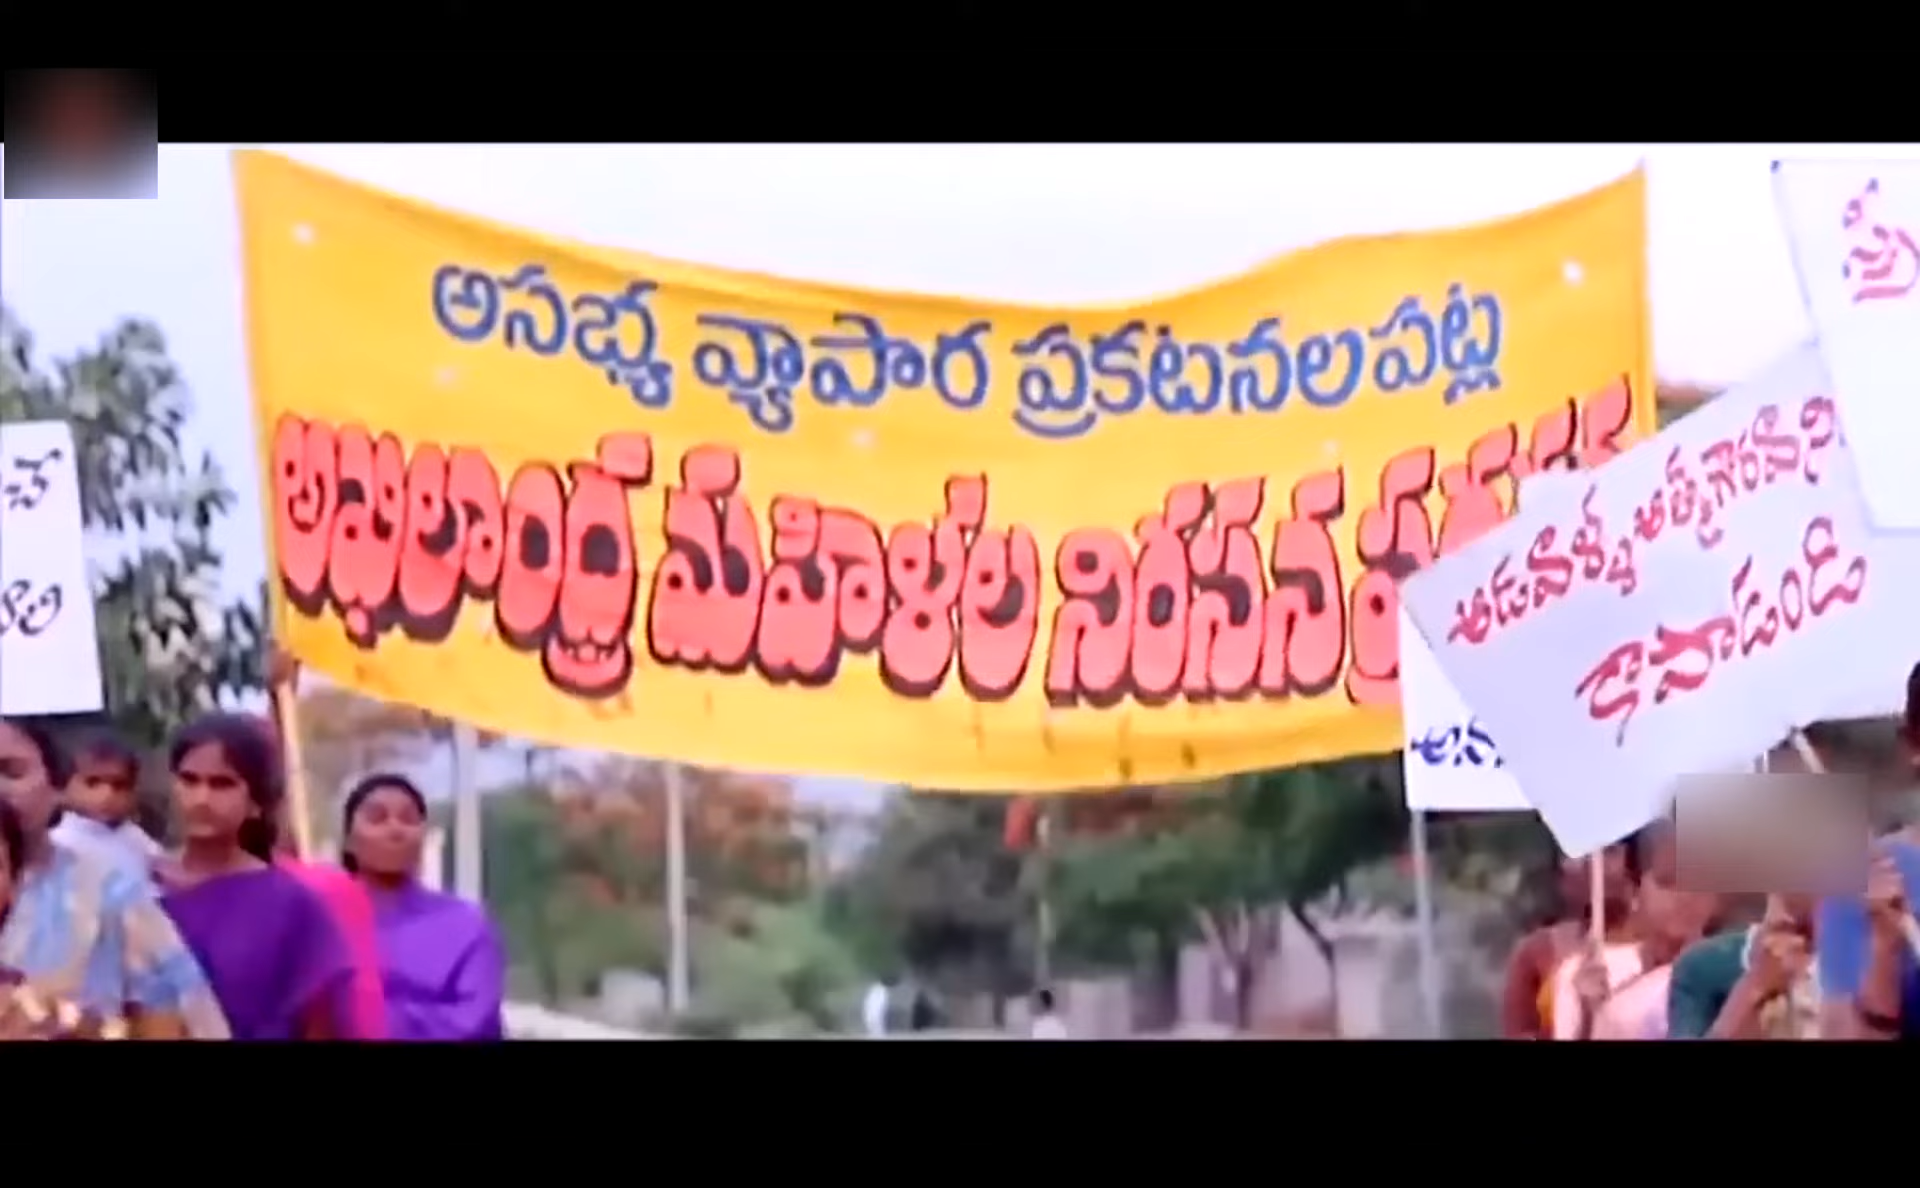 అసభ్య వ్యాపార ప్రకటనలపట్ల
అఖిలాంధ్ర మహిళల నిరసన
ఆడవాళ్ళ ఆత్మగౌరవాన్ని
కాపాడండి
స్త్రీ